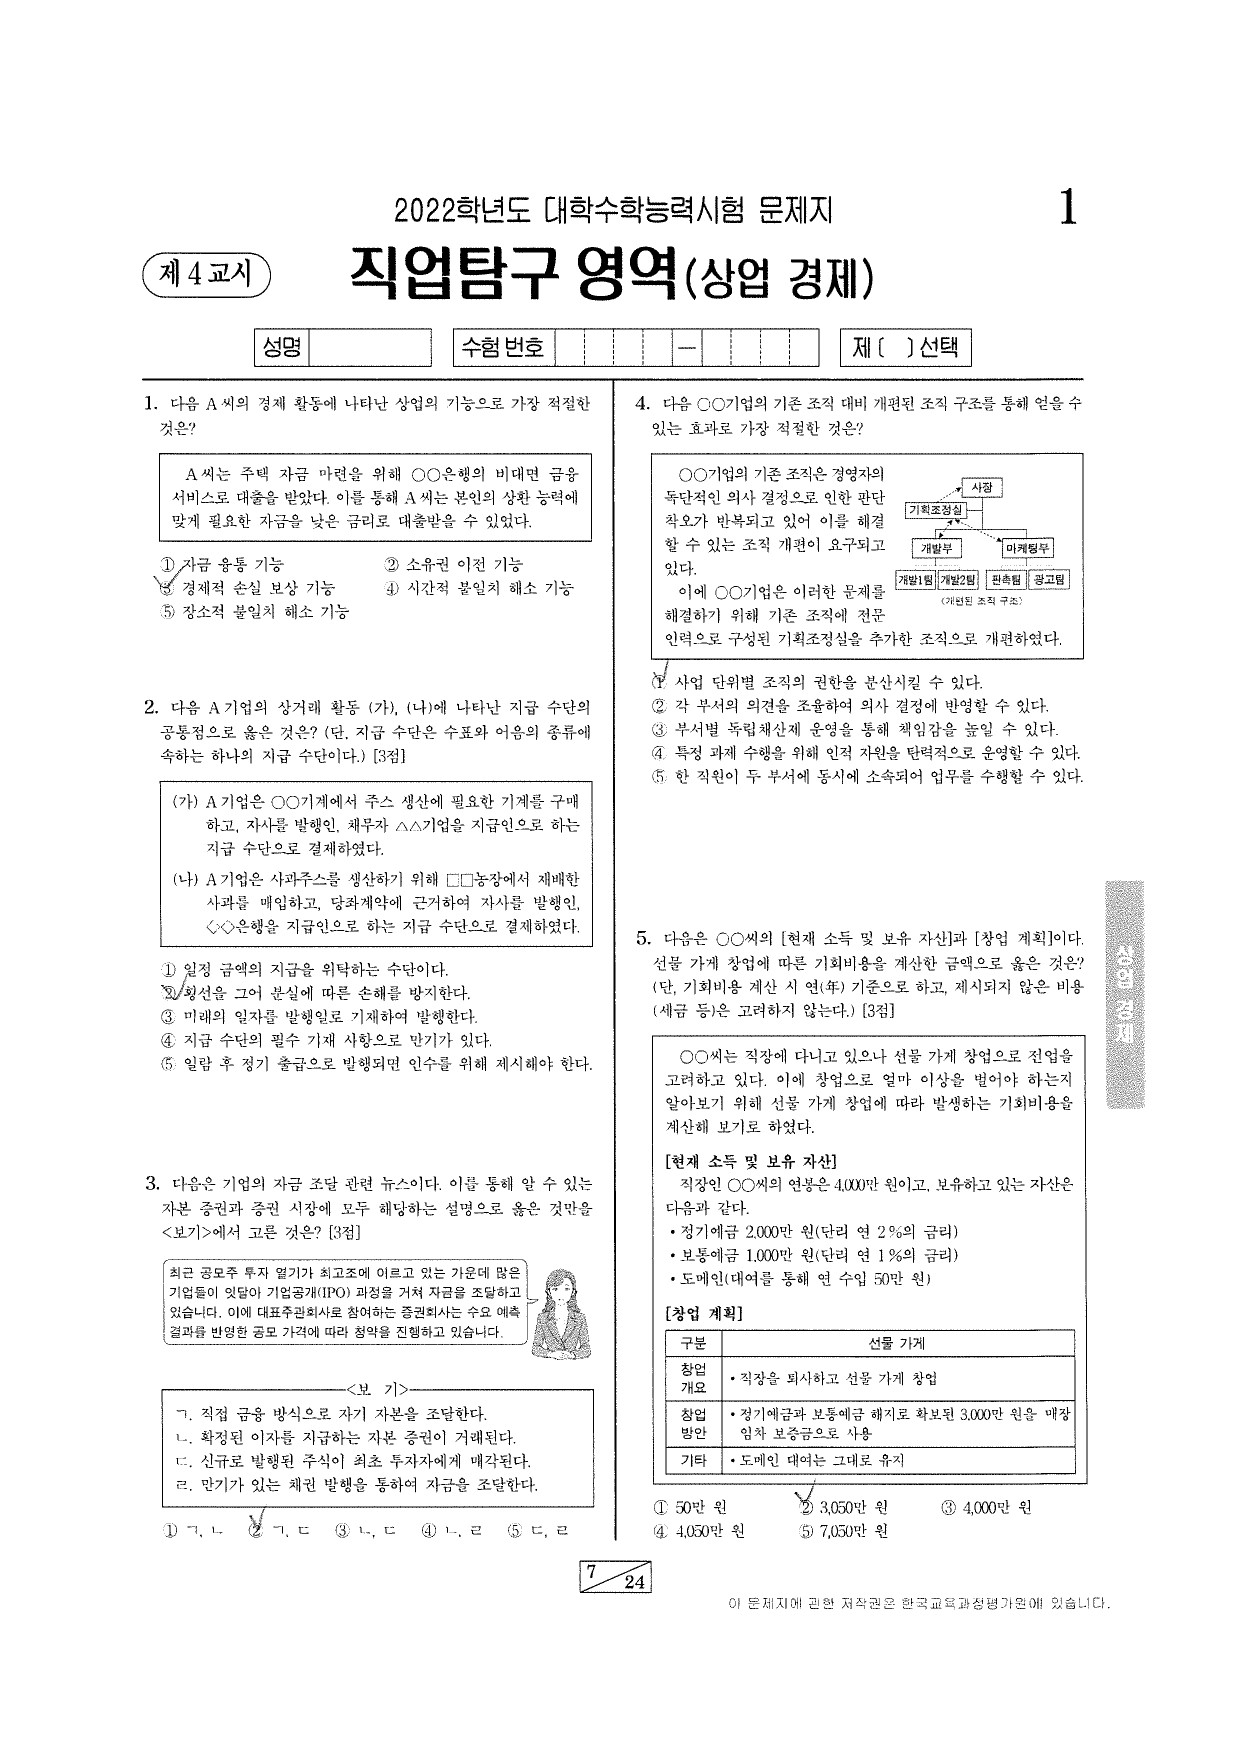 2022학년도 대학수학능력시험 문제지
1
제 4 교시
직업탐구 영역(상업 경제)
성명
수험 번호
—
제 ( ) 선택
1. 다음 A 씨의 경제 활동에 나타난 상업의 기능으로 가장 적절한
것은?
A 씨는 주택 자금 마련을 위해 ○○은행의 비대면 금융
서비스로 대출을 받았다. 이를 통해 A 씨는 본인의 상환 능력에
맞게 필요한 자금을 낮은 금리로 대출받을 수 있었다.
① 자금 융통 기능
② 소유권 이전 기능
③ 경제적 손실 보상 기능
④ 시간적 불일치 해소 기능
⑤ 장소적 불일치 해소 기능
2. 다음 A 기업의 상거래 활동 (가), (나)에 나타난 지급 수단의
공통점으로 옳은 것은? (단, 지급 수단은 수표와 어음의 종류에
속하는 하나의 지급 수단이다.) [3점]
(가) A 기업은 ○○기계에서 주스 생산에 필요한 기계를 구매
하고, 자사를 발행인, 채무자 △△기업을 지급인으로 하는
지급 수단으로 결제하였다.
(나) A 기업은 사과주스를 생산하기 위해 □□농장에서 재배한
사과를 매입하고, 당좌계약에 근거하여 자사를 발행인,
◇◇은행을 지급인으로 하는 지급 수단으로 결제하였다.
① 일정 금액의 지급을 위탁하는 수단이다.
② 횡선을 그어 분실에 따른 손해를 방지한다.
③ 미래의 일자를 발행일로 기재하여 발행한다.
④ 지급 수단의 필수 기재 사항으로 만기가 있다.
⑤ 일람 후 정기 출급으로 발행되면 인수를 위해 제시해야 한다.
3. 다음은 기업의 자금 조달 관련 뉴스이다. 이를 통해 알 수 있는
자본 증권과 증권 시장에 모두 해당하는 설명으로 옳은 것만을
<보기>에서 고른 것은? [3점]
최근 공모주 투자 열기가 최고조에 이르고 있는 가운데 많은
기업들이 잇달아 기업공개(IPO) 과정을 거쳐 자금을 조달하고
있습니다. 이에 대표주관회사로 참여하는 증권회사는 수요 예측
결과를 반영한 공모 가격에 따라 청약을 진행하고 있습니다.
<보 기>
ㄱ. 직접 금융 방식으로 자기 자본을 조달한다.
ㄴ. 확정된 이자를 지급하는 자본 증권이 거래된다.
ㄷ. 신규로 발행된 주식이 최초 투자자에게 매각된다.
ㄹ. 만기가 있는 채권 발행을 통하여 자금을 조달한다.
① ㄱ, ㄴ ② ㄱ, ㄷ ③ ㄴ, ㄷ ④ ㄴ, ㄹ ⑤ ㄷ, ㄹ
4. 다음 ○○기업의 기존 조직 대비 개편된 조직 구조를 통해 얻을 수
있는 효과로 가장 적절한 것은?
○○기업의 기존 조직은 경영자의
독단적인 의사 결정으로 인한 판단
착오가 반복되고 있어 이를 해결
할 수 있는 조직 개편이 요구되고
있다.
이에 ○○기업은 이러한 문제를
해결하기 위해 기존 조직에 전문
인력으로 구성된 기획조정실을 추가한 조직으로 개편하였다.
사장
기획조정실
개발부
마케팅부
개발1팀
개발2팀
판촉팀
광고팀
(개편된 조직 구조)
① 사업 단위별 조직의 권한을 분산시킬 수 있다.
② 각 부서의 의견을 조율하여 의사 결정에 반영할 수 있다.
③ 부서별 독립채산제 운영을 통해 책임감을 높일 수 있다.
④ 특정 과제 수행을 위해 인적 자원을 탄력적으로 운영할 수 있다.
⑤ 한 직원이 두 부서에 동시에 소속되어 업무를 수행할 수 있다.
5. 다음은 ○○씨의 [현재 소득 및 보유 자산]과 [창업 계획]이다.
선물 가게 창업에 따른 기회비용을 계산한 금액으로 옳은 것은?
(단, 기회비용 계산 시 연(年) 기준으로 하고, 제시되지 않은 비용
(세금 등)은 고려하지 않는다.) [3점]
○○씨는 직장에 다니고 있으나 선물 가게 창업으로 전업을
고려하고 있다. 이에 창업으로 얼마 이상을 벌어야 하는지
알아보기 위해 선물 가게 창업에 따라 발생하는 기회비용을
계산해 보기로 하였다.
[현재 소득 및 보유 자산]
직장인 ○○씨의 연봉은 4,000만 원이고, 보유하고 있는 자산은
다음과 같다.
• 정기예금 2,000만 원(단리 연 2%의 금리)
• 보통예금 1,000만 원(단리 연 1%의 금리)
• 도메인(대여를 통해 연 수입 50만 원)
[창업 계획]
구분 선물 가게
창업 개요 • 직장을 퇴사하고 선물 가게 창업
창업 방안 • 정기예금과 보통예금 해지로 확보된 3,000만 원을 매장
임차 보증금으로 사용
기타 • 도메인 대여는 그대로 유지
① 50만 원 ② 3,050만 원 ③ 4,000만 원
④ 4,050만 원 ⑤ 7,050만 원
상업 경제
7
24
이 문제지에 관한 저작권은 한국교육과정평가원에 있습니다.